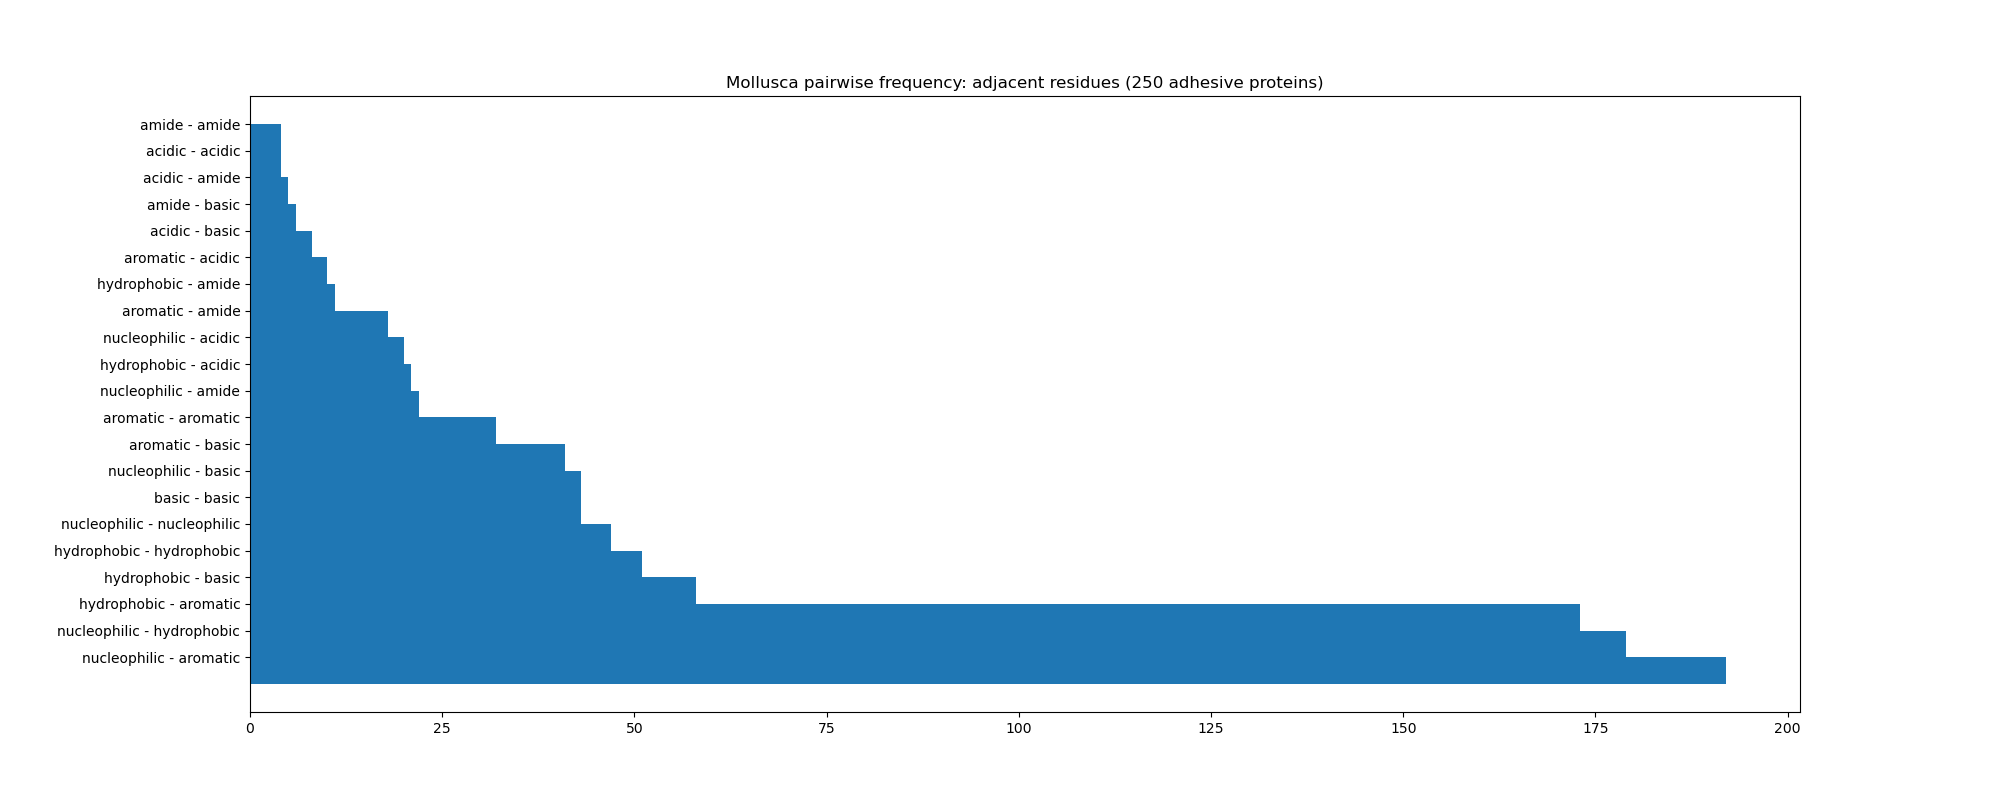 Mollusca pairwise frequency: adjacent residues (250 adhesive proteins)
amide - amide
acidic - acidic
acidic - amide
amide - basic
acidic - basic
aromatic - acidic
hydrophobic - amide
aromatic - amide
nucleophilic - acidic
hydrophobic - acidic
nucleophilic - amide
aromatic - aromatic
aromatic - basic
nucleophilic - basic
basic - basic
nucleophilic - nucleophilic
hydrophobic - hydrophobic
hydrophobic - basic
hydrophobic - aromatic
nucleophilic - hydrophobic
nucleophilic - aromatic
0 25 50 75 100 125 150 175 200